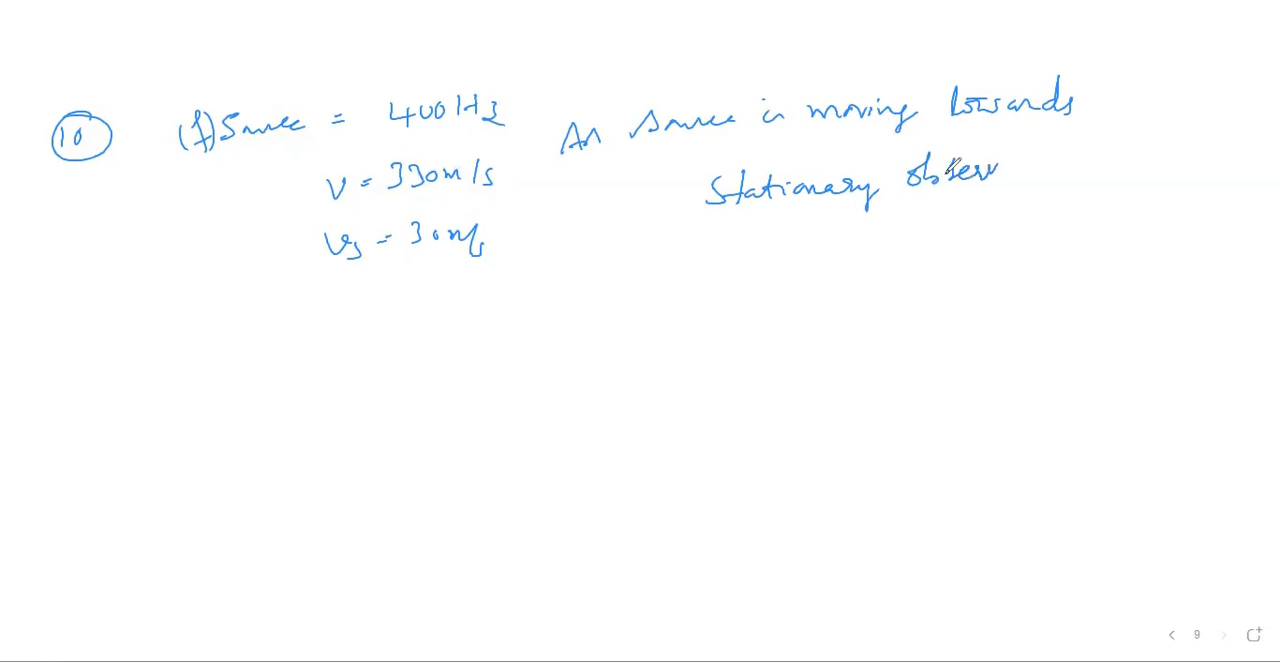 10 (f)Source = 400Hz As source is moving towards
v = 330m/s stationary observ
vs = 30m/s
9